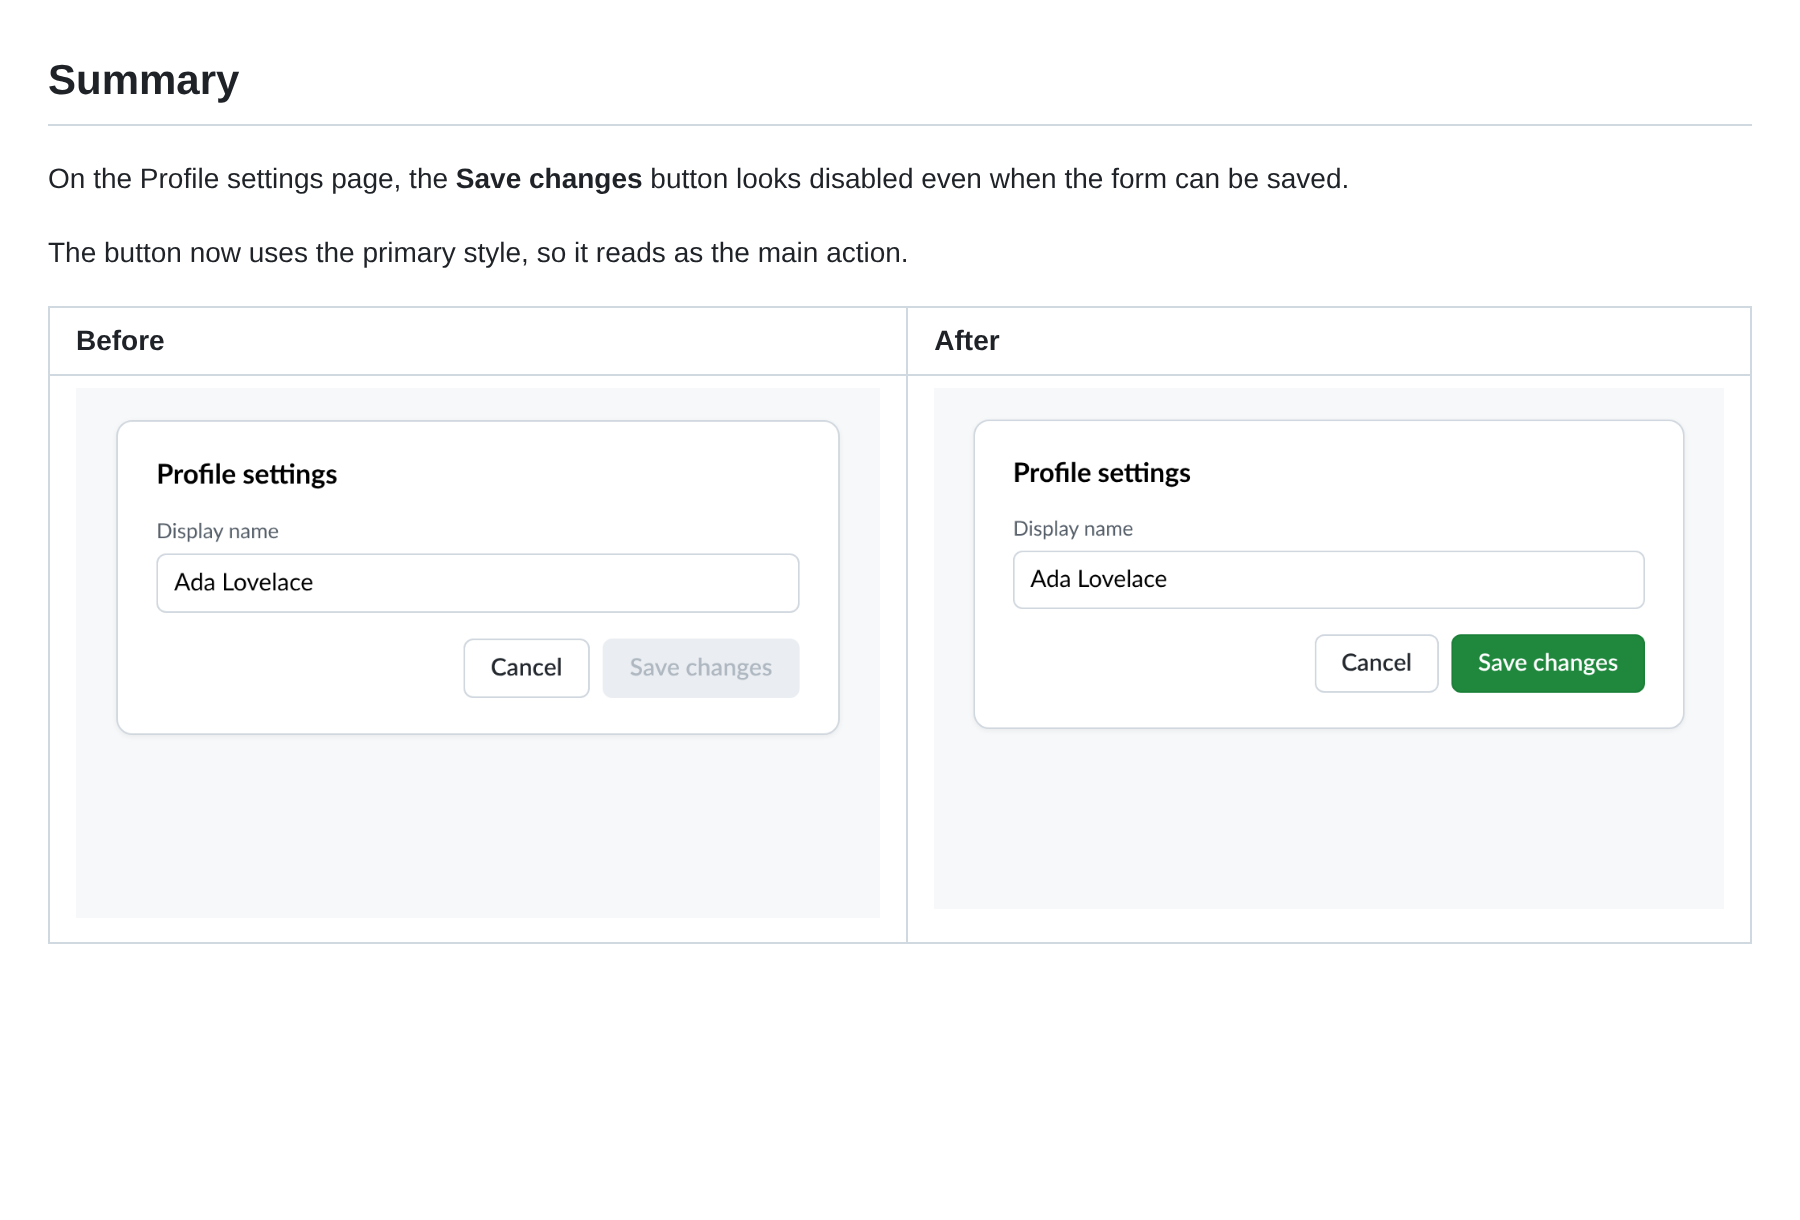 Summary
On the Profile settings page, the Save changes button looks disabled even when the form can be saved.
The button now uses the primary style, so it reads as the main action.
Before
After
Profile settings
Display name
Ada Lovelace
Cancel
Save changes
Profile settings
Display name
Ada Lovelace
Cancel
Save changes